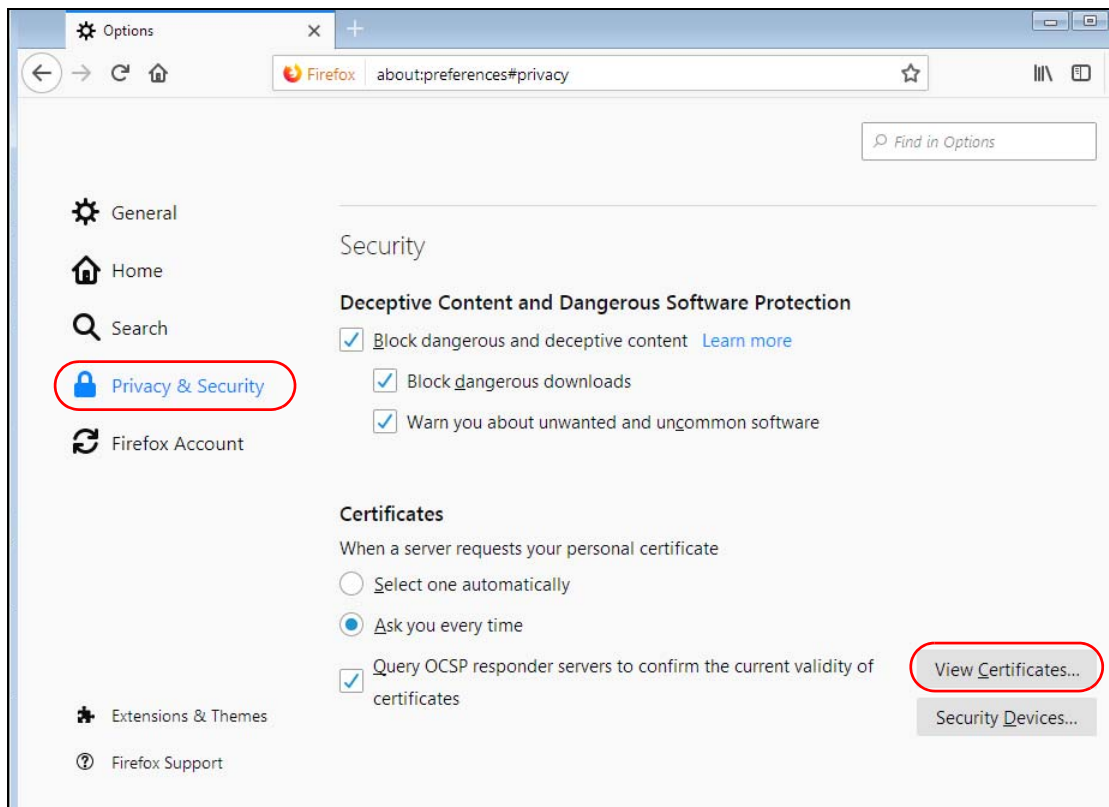 Options
Firefox about:preferences#privacy
Find in Options
General
Home
Search
Privacy & Security
Firefox Account
Extensions & Themes
Firefox Support
Security
Deceptive Content and Dangerous Software Protection
Block dangerous and deceptive content Learn more
Block dangerous downloads
Warn you about unwanted and uncommon software
Certificates
When a server requests your personal certificate
Select one automatically
Ask you every time
Query OCSP responder servers to confirm the current validity of
certificates
View Certificates...
Security Devices...